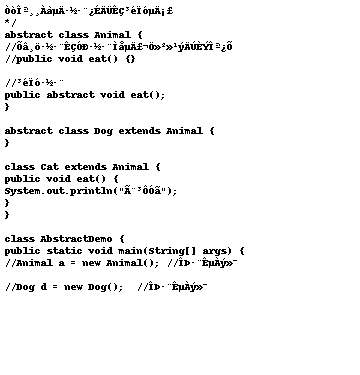 ÒòÎª¸¸ÀàµÄ·½·¨¿ÉÄÜÊÇ³éÏóµÄ¡£
*/
abstract class Animal {
//Õâ¸ö·½·¨ÊÇÓÐ·½·¨ÌåµÄ£¬Ö»²»¹ýÄÚÈÝÎª¿Õ
//public void eat() {}

//³éÏó·½·¨
public abstract void eat();
}

abstract class Dog extends Animal {
}

class Cat extends Animal {
public void eat() {
System.out.println("Ã¨³ÔÓã");
}
}

class AbstractDemo {
public static void main(String[] args) {
//Animal a = new Animal(); //ÎÞ·¨ÊµÀý»¯

//Dog d = new Dog();  //ÎÞ·¨ÊµÀý»¯